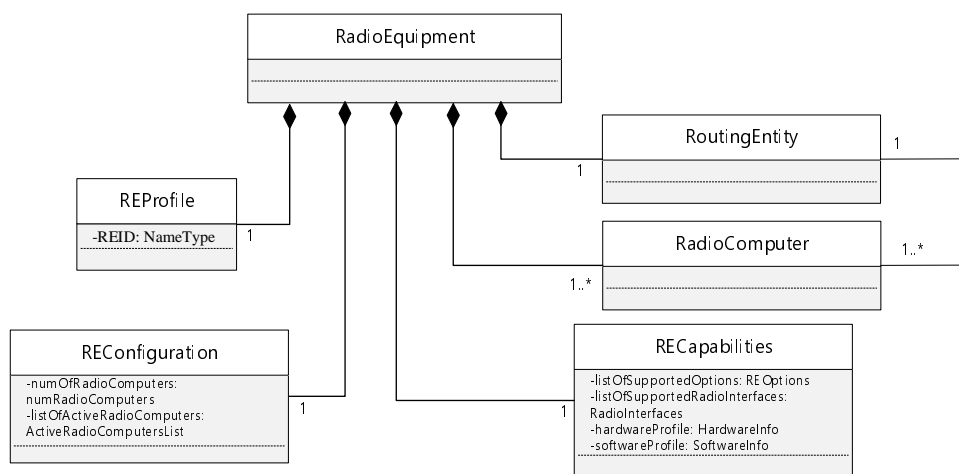 RadioEquipment
RoutingEntity
1
1
REProfile
-REID: NameType
1
RadioComputer
1..*
1..*
REConfiguration
-numOfRadioComputers:
numRadioComputers
-listOfActiveRadioComputers:
ActiveRadioComputersList
1
RECapabilities
-listOfSupportedOptions: REOptions
-listOfSupportedRadioInterfaces:
RadioInterfaces
-hardwareProfile: HardwareInfo
-softwareProfile: SoftwareInfo
1